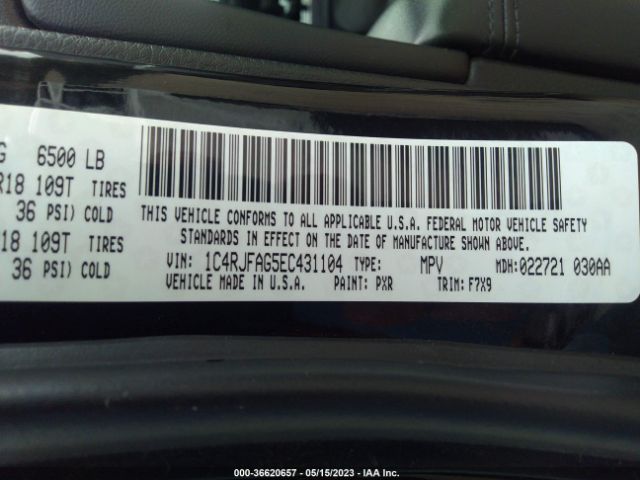 G 6500 LB
R18 109T TIRES
36 PSI) COLD
R18 109T TIRES
36 PSI) COLD
THIS VEHICLE CONFORMS TO ALL APPLICABLE U.S.A. FEDERAL MOTOR VEHICLE SAFETY
STANDARDS IN EFFECT ON THE DATE OF MANUFACTURE SHOWN ABOVE.
VIN: 1C4RJFAG5EC431104 TYPE: MPV MDH:022721 030AA
VEHICLE MADE IN U.S.A. PAINT: PXR TRIM: F7X9
000-36620657 - 05/15/2023 - IAA Inc.